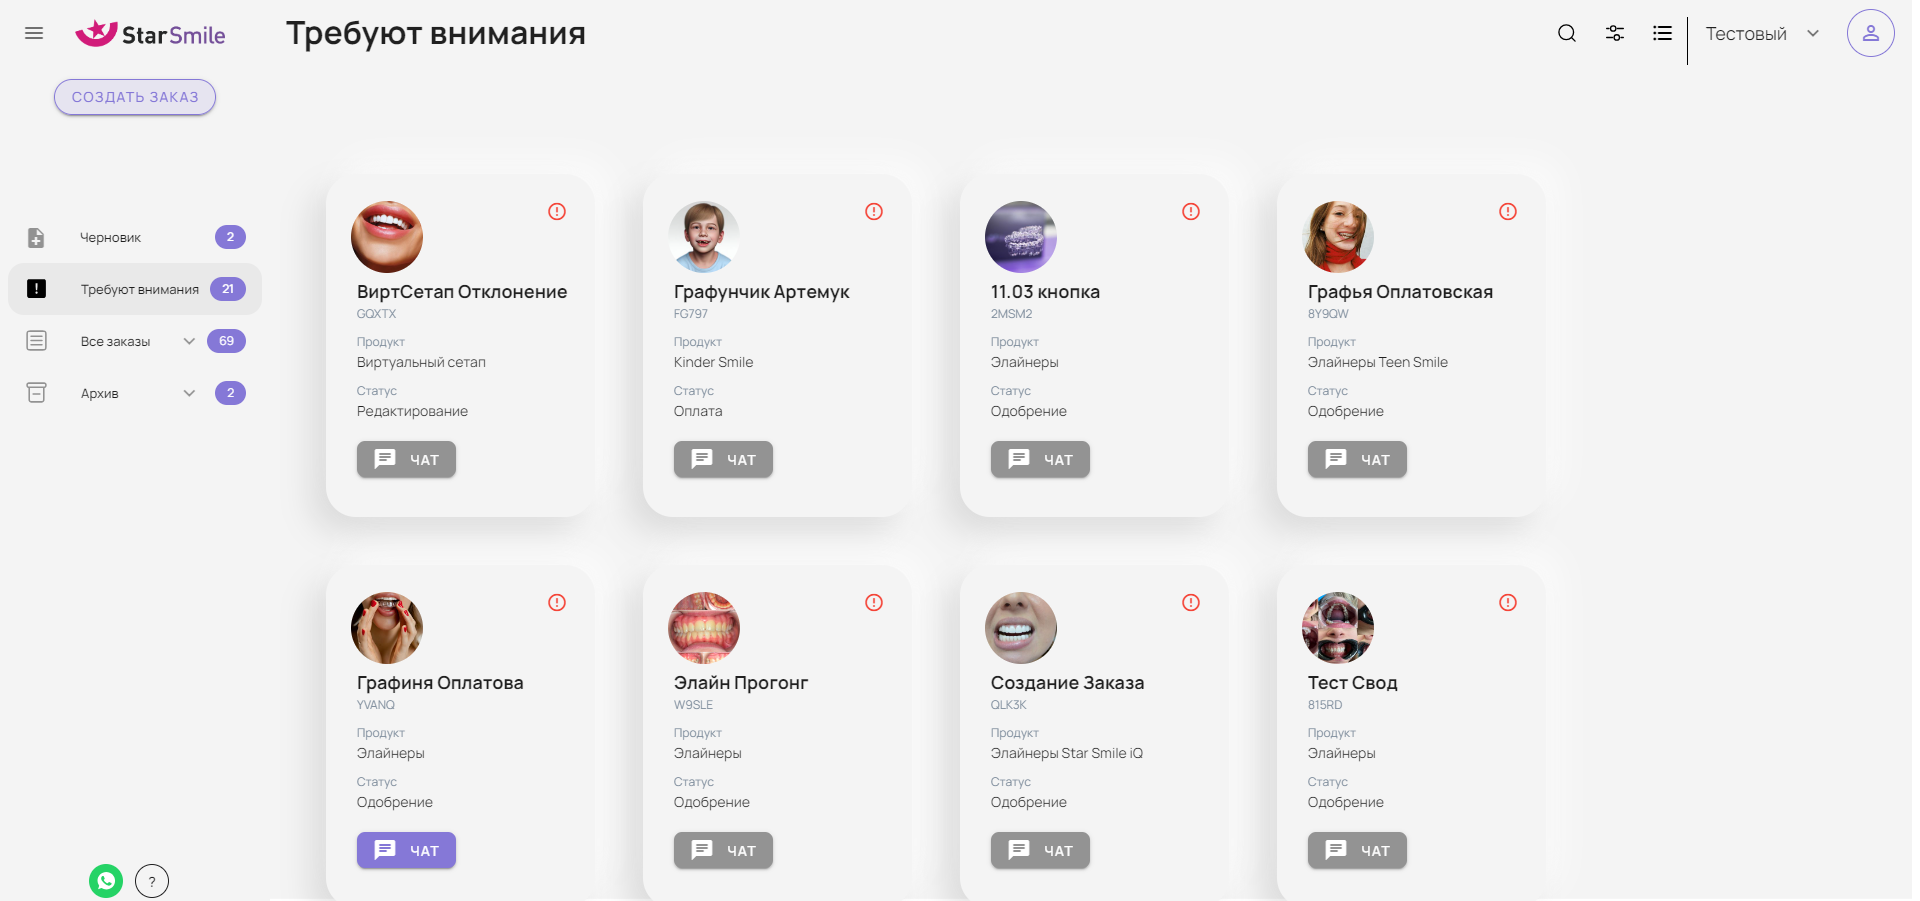 StarSmile
Требуют внимания
Тестовый
СОЗДАТЬ ЗАКАЗ
Черновик 2
Требуют внимания 21
Все заказы 69
Архив 2
ВиртСетап Отклонение
GQXTX
Продукт
Виртуальный сетап
Статус
Редактирование
ЧАТ
Графунчик Артемук
FG797
Продукт
Kinder Smile
Статус
Оплата
ЧАТ
11.03 кнопка
2MSM2
Продукт
Элайнеры
Статус
Одобрение
ЧАТ
Графья Оплатовская
8Y9QW
Продукт
Элайнеры Teen Smile
Статус
Одобрение
ЧАТ
Графиня Оплатова
YVANQ
Продукт
Элайнеры
Статус
Одобрение
ЧАТ
Элайн Прогонг
W9SLE
Продукт
Элайнеры
Статус
Одобрение
ЧАТ
Создание Заказа
QLK3K
Продукт
Элайнеры Star Smile iQ
Статус
Одобрение
ЧАТ
Тест Свод
815RD
Продукт
Элайнеры
Статус
Одобрение
ЧАТ
?